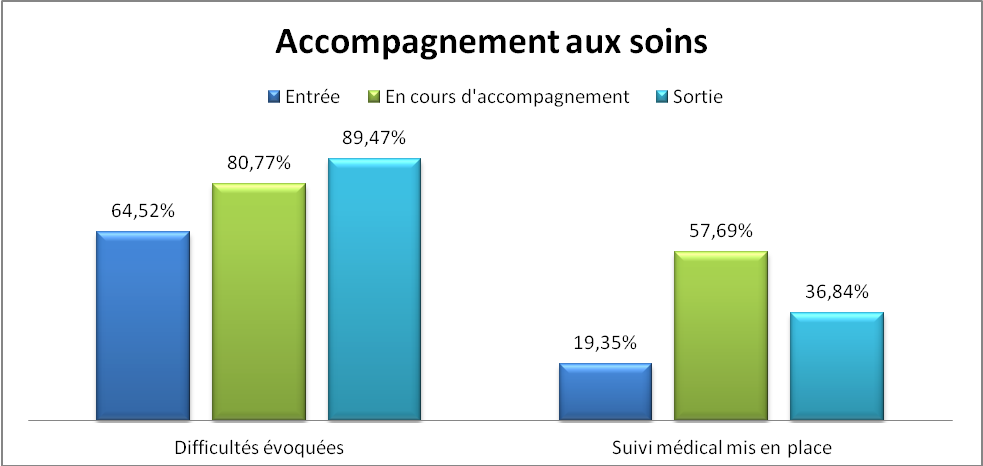 Accompagnement aux soins
Entrée En cours d'accompagnement Sortie
89,47%
80,77%
64,52%
57,69%
36,84%
19,35%
Difficultés évoquées Suivi médical mis en place